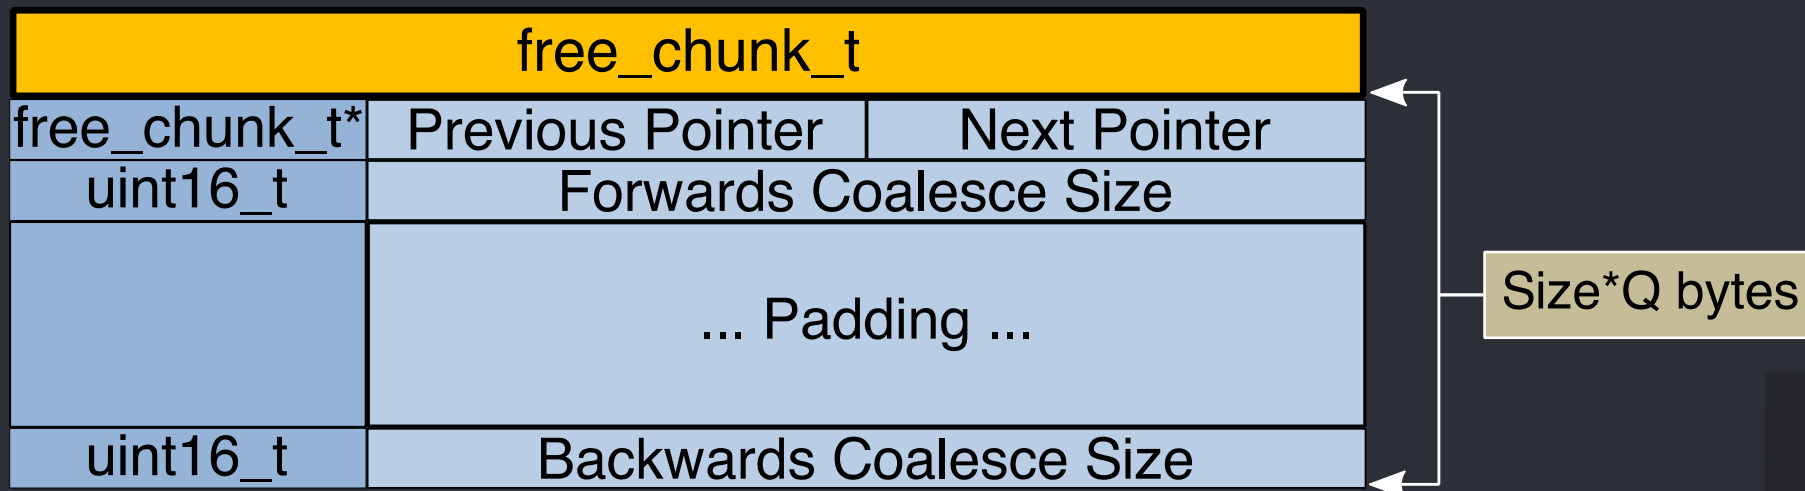 free_chunk_t
free_chunk_t* Previous Pointer Next Pointer
uint16_t Forwards Coalesce Size
... Padding ...
Size*Q bytes
uint16_t Backwards Coalesce Size